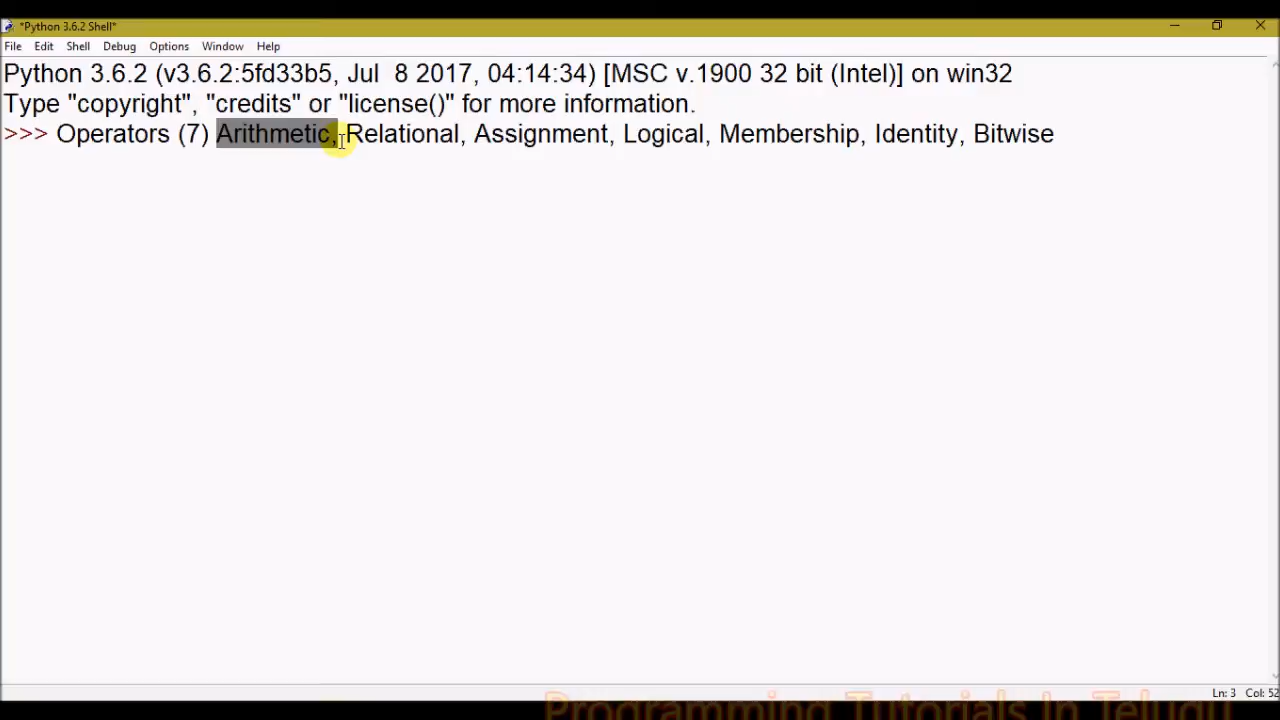 *Python 3.6.2 Shell*
File Edit Shell Debug Options Window Help
Python 3.6.2 (v3.6.2:5fd33b5, Jul  8 2017, 04:14:34) [MSC v.1900 32 bit (Intel)] on win32
Type "copyright", "credits" or "license()" for more information.
>>> Operators (7) Arithmetic, Relational, Assignment, Logical, Membership, Identity, Bitwise
Ln: 3 Col: 52
Programming Tutorials In Telugu